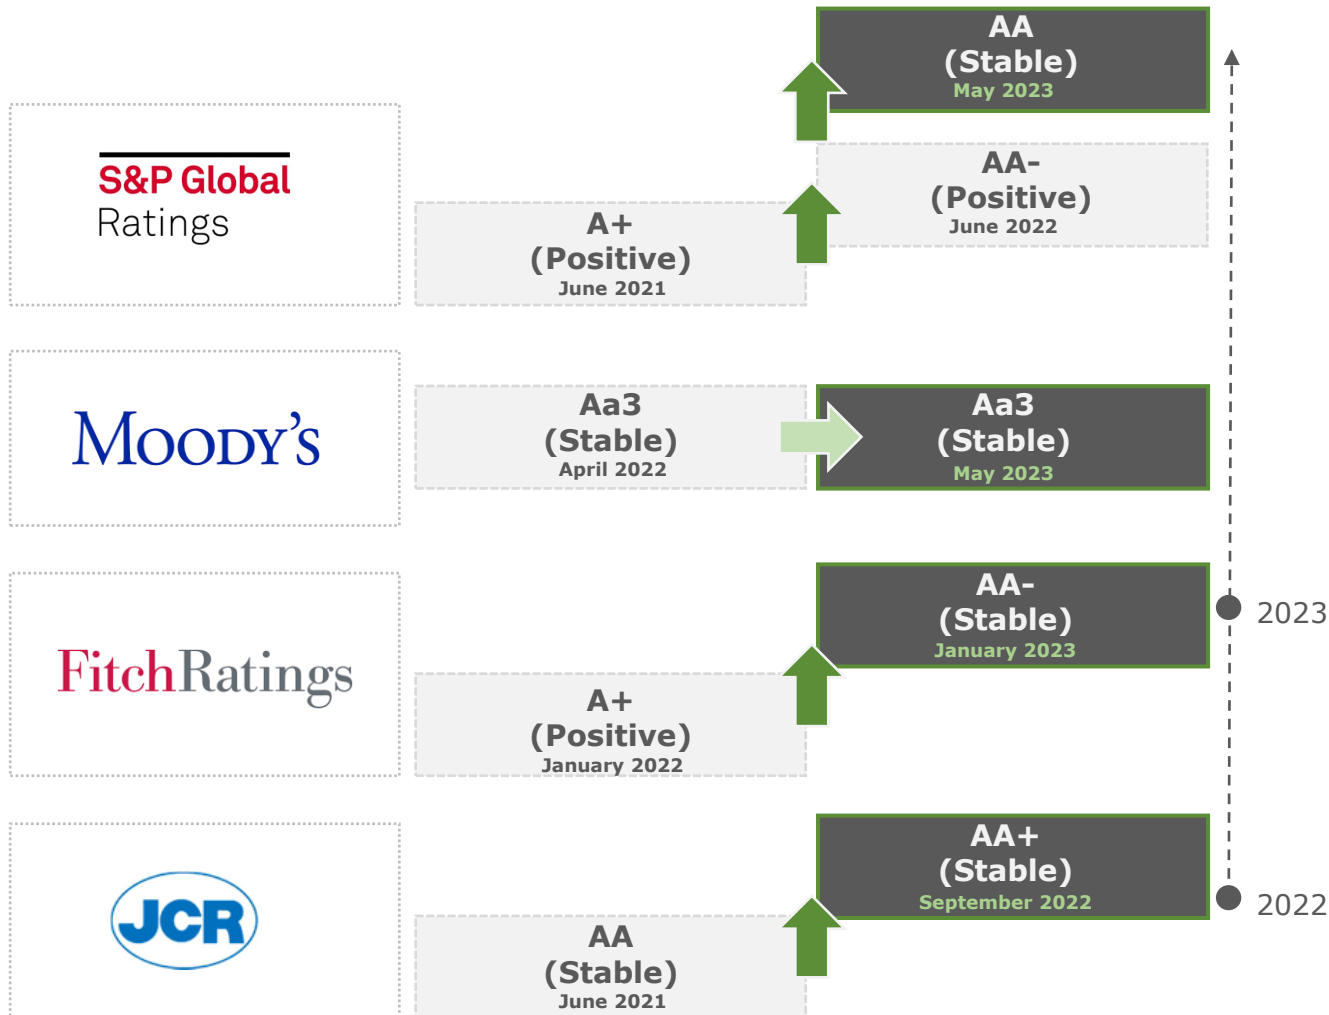 AA
(Stable)
May 2023
S&P Global
Ratings
AA-
(Positive)
June 2022
A+
(Positive)
June 2021
MOODY'S
Aa3
(Stable)
April 2022
Aa3
(Stable)
May 2023
AA-
(Stable)
January 2023
2023
FitchRatings
A+
(Positive)
January 2022
AA+
(Stable)
September 2022
2022
JCR
AA
(Stable)
June 2021